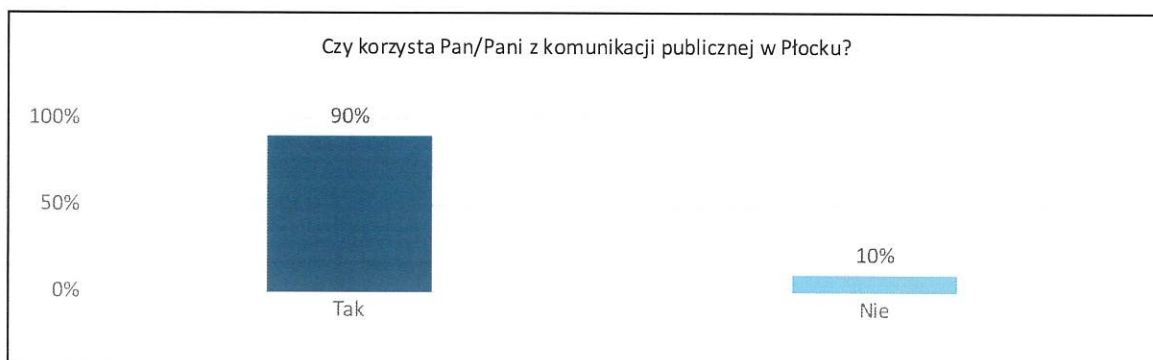 Czy korzysta Pan/Pani z komunikacji publicznej w Płocku?
100%
90%
50%
10%
0%
Tak
Nie